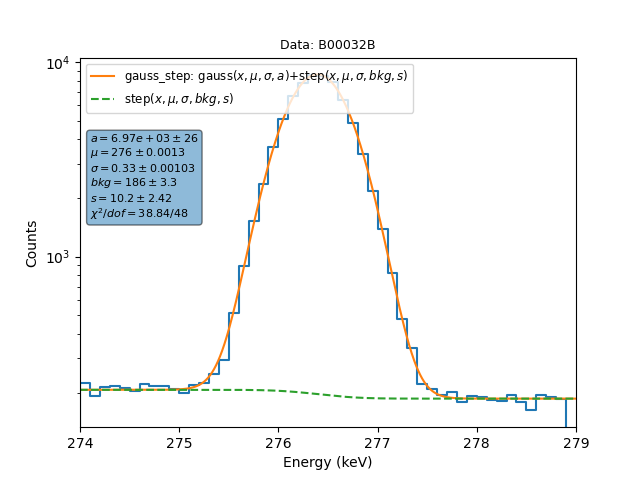 Data: B00032B
gauss_step: gauss(x, μ, σ, a)+step(x, μ, σ, bkg, s)
step(x, μ, σ, bkg, s)
a = 6.97e + 03 ± 26
μ = 276 ± 0.0013
σ = 0.33 ± 0.00103
bkg = 186 ± 3.3
s = 10.2 ± 2.42
χ²/dof = 38.84/48
10⁴
10³
Counts
274 275 276 277 278 279
Energy (keV)